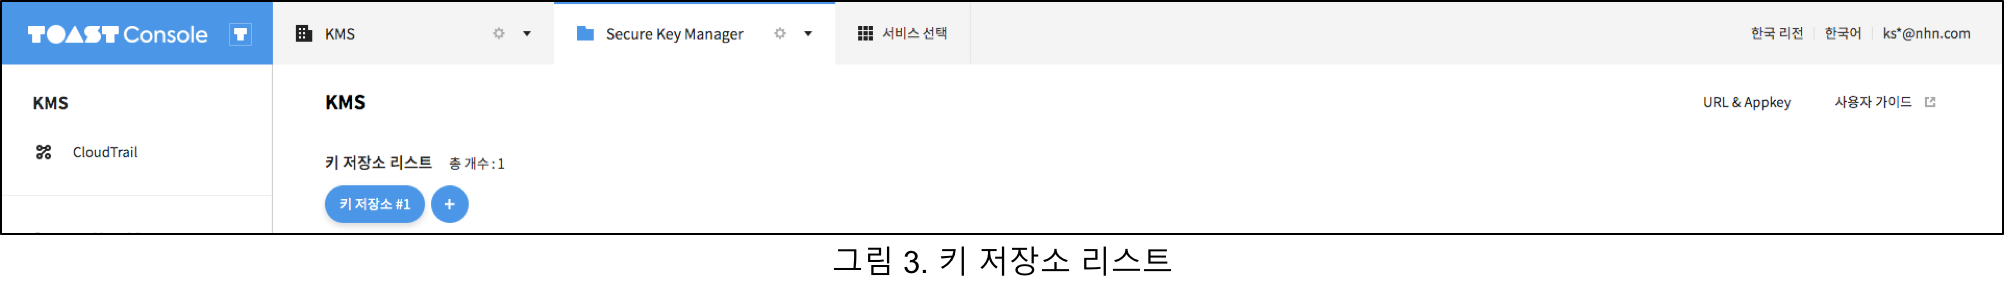 TOAST Console
KMS
Secure Key Manager
서비스 선택
한국 리전
한국어
ks*@nhn.com
KMS
CloudTrail
KMS
URL & Appkey
사용자 가이드
키 저장소 리스트 총 개수 : 1
키 저장소 #1
+
그림 3. 키 저장소 리스트